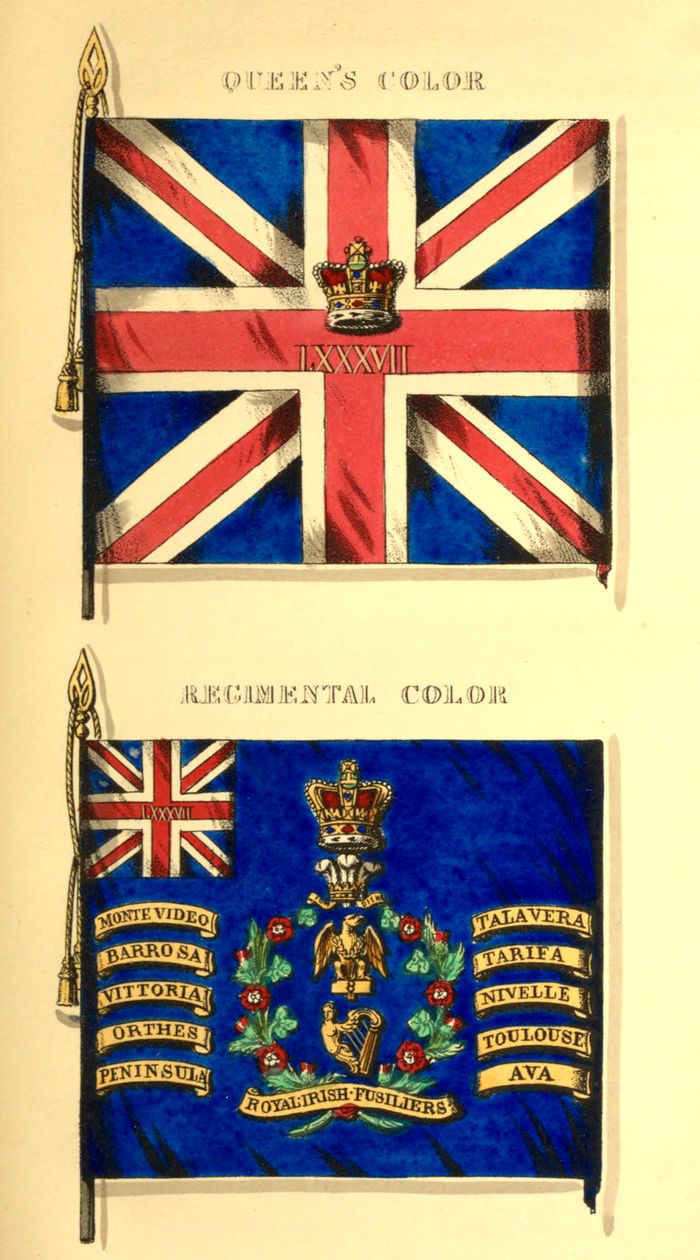 QUEEN'S COLOR
LXXXVII
REGIMENTAL COLOR
LXXXVII
MONTE VIDEO
BARROSA
VITTORIA
ORTHES
PENINSULA
8
ROYAL·IRISH·FUSILIERS
TALAVERA
TARIFA
NIVELLE
TOULOUSE
AVA